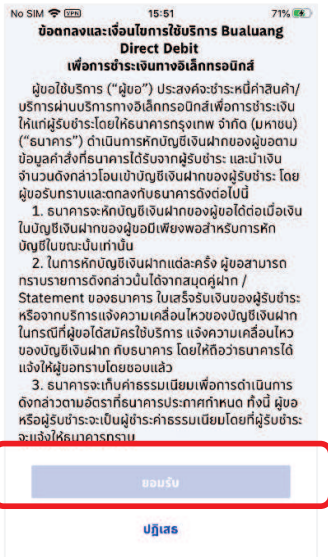 No SIM VPN 15:51 71%
ข้อตกลงและเงื่อนไขการใช้บริการ Bualuang
Direct Debit
เพื่อการชำระเงินทางอิเล็กทรอนิกส์
ผู้ขอใช้บริการ ("ผู้ขอ") ประสงค์จะชำระหนี้ค่าสินค้า/
บริการผ่านบริการทางอิเล็กทรอนิกส์เพื่อการชำระเงิน
ให้แก่ผู้รับชำระโดยให้ธนาคารกรุงเทพ จำกัด (มหาชน)
("ธนาคาร") ดำเนินการหักบัญชีเงินฝากของผู้ขอตาม
ข้อมูลคำสั่งที่ธนาคารได้รับจากผู้รับชำระ และนำเงิน
จำนวนดังกล่าวโอนเข้าบัญชีเงินฝากของผู้รับชำระ โดย
ผู้ขอรับทราบและตกลงกับธนาคารดังต่อไปนี้
1. ธนาคารจะหักบัญชีเงินฝากของผู้ขอได้ต่อเมื่อเงิน
ในบัญชีเงินฝากของผู้ขอมีเพียงพอสำหรับการหัก
บัญชีในขณะนั้นเท่านั้น
2. ในการหักบัญชีเงินฝากแต่ละครั้ง ผู้ขอสามารถ
ทราบรายการดังกล่าวนั้นได้จากสมุดคู่ฝาก /
Statement ของธนาคาร ใบเสร็จรับเงินของผู้รับชำระ
หรือจากบริการแจ้งความเคลื่อนไหวของบัญชีเงินฝาก
ในกรณีที่ผู้ขอได้สมัครใช้บริการ แจ้งความเคลื่อนไหว
ของบัญชีเงินฝาก กับธนาคาร โดยให้ถือว่าธนาคารได้
แจ้งให้ผู้ขอทราบโดยชอบแล้ว
3. ธนาคารจะเก็บค่าธรรมเนียมเพื่อการดำเนินการ
ดังกล่าวตามอัตราที่ธนาคารประกาศกำหนด ทั้งนี้ ผู้ขอ
หรือผู้รับชำระจะเป็นผู้ชำระค่าธรรมเนียมโดยที่ผู้รับชำระ
จะแจ้งให้ธนาคารทราบ
ยอมรับ
ปฏิเสธ